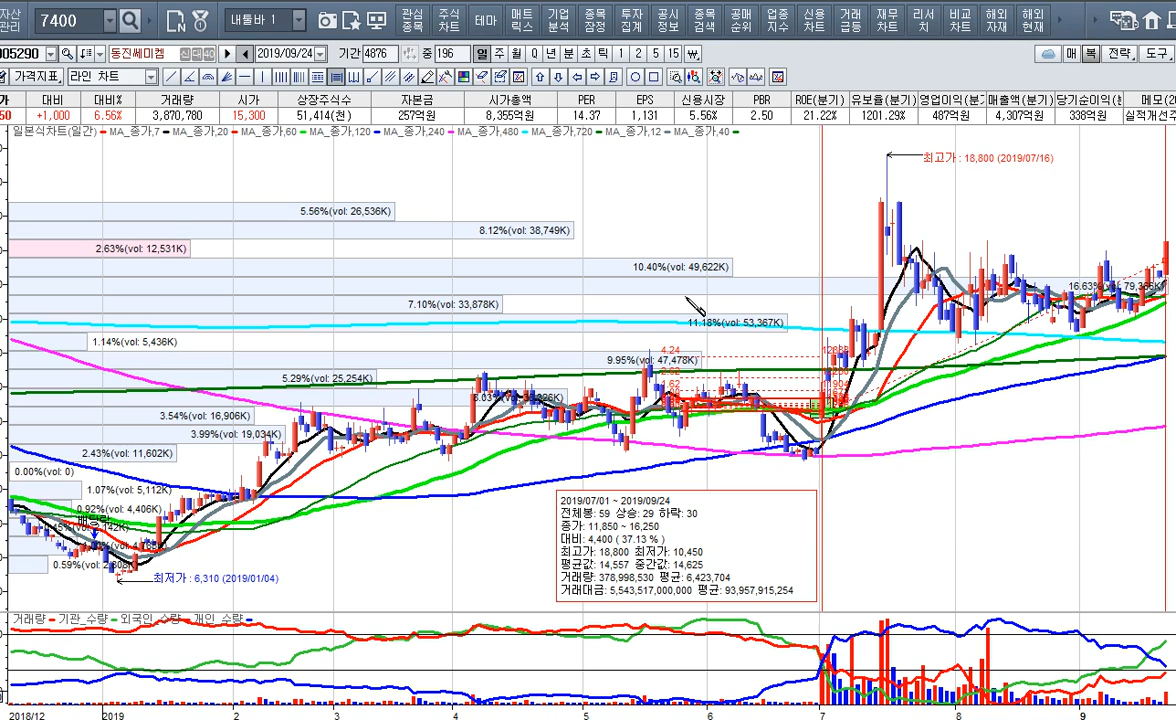 자산 7400 내툴바 1 관심 주식 테마 매트 기업 종목 투자 공시 종목 공매 업종 신용 거래 재무 리서 비교 해외 해외
관리 종목 차트 릭스 분석 잠정 집계 정보 검색 순위 지수 차트 급등 차트 치 차트 자재 현재
005290 동진쎄미켐 신 2019/09/24 기간 4876 중 196 일 주 월 Q 년 분 초 틱 1 2 5 15 매 복 전략 도구
가격지표 라인 차트
가 대비 대비% 거래량 시가 상장주식수 자본금 시가총액 PER EPS 신용시장 PBR ROE(분기) 유보율(분기) 영업이익(분기 매출액(분기) 당기순이익(분 메모(20
50 +1,000 6.56% 3,870,780 15,300 51,414(천) 257억원 8,355억원 14.37 1,131 5.56% 2.50 21.22% 1201.29% 487억원 4,307억원 338억원 실적개선주
일본식차트(일간) MA_종가,7 MA_종가,20 MA_종가,60 MA_종가,120 MA_종가,240 MA_종가,480 MA_종가,720 MA_종가,12 MA_종가,40
최고가 : 18,800 (2019/07/16)
5.56%(vol: 26,536K)
8.12%(vol: 38,749K)
2.63%(vol: 12,531K)
10.40%(vol: 49,622K)
16.63%(vol: 79,366K)
7.10%(vol: 33,878K)
11.18%(vol: 53,367K)
1.14%(vol: 5,436K)
4.24
9.95%(vol: 47,478K)
5.29%(vol: 25,254K)
1.62
3.54%(vol: 16,906K)
3.99%(vol: 19,034K)
2.43%(vol: 11,602K)
0.00%(vol: 0)
1.07%(vol: 5,112K)
0.92%(vol: 4,406K)
최저가 : 6,310 (2019/01/04)
2019/07/01 ~ 2019/09/24
전체봉: 59 상승: 29 하락: 30
종가: 11,850 ~ 16,250
대비: 4,400 ( 37.13 % )
최고가: 18,800 최저가: 10,450
평균값: 14,557 중간값: 14,625
거래량: 378,998,530 평균: 6,423,704
거래대금: 5,543,517,000,000 평균: 93,957,915,254
거래량 기관_수량 외국인_수량 개인_수량
2018/12 2019 2 3 4 5 6 7 8 9